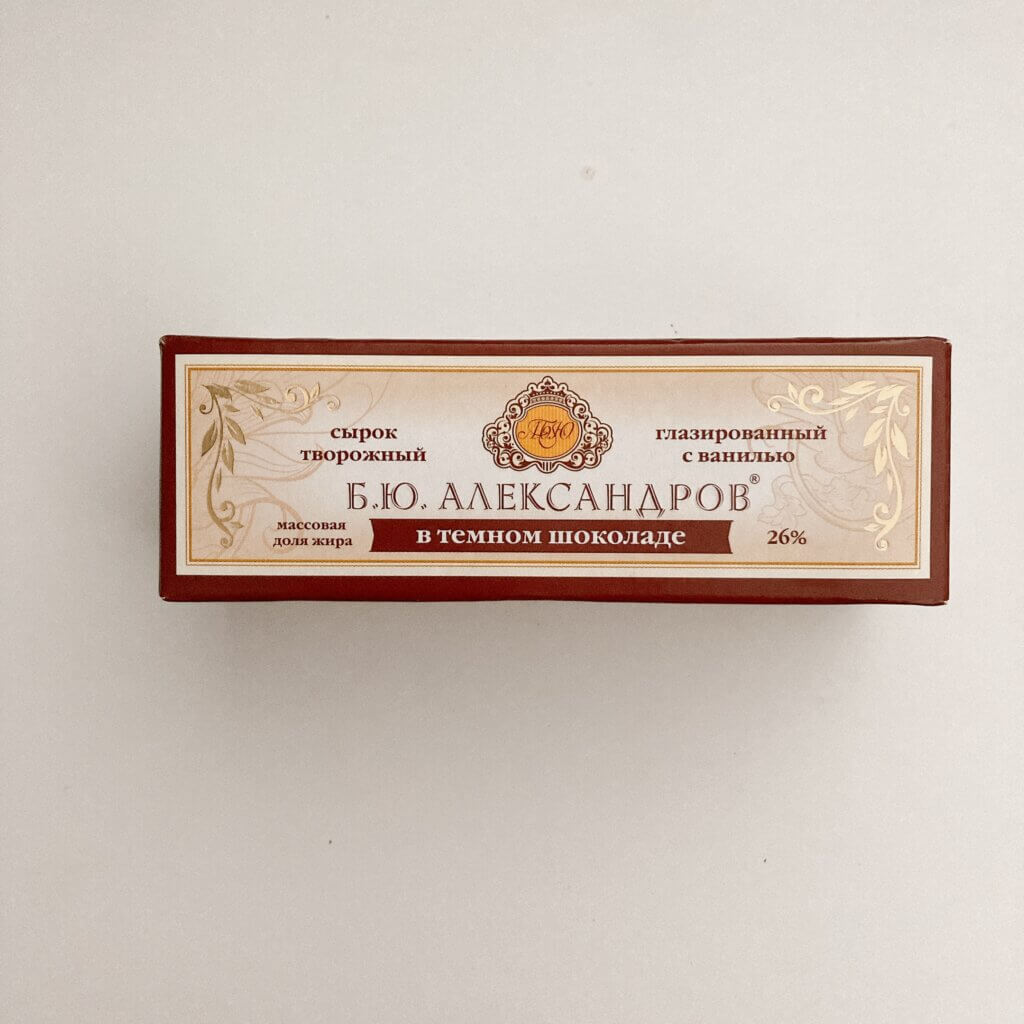 сырок
творожный
глазированный
с ванилью
Б.Ю. АЛЕКСАНДРОВ®
массовая
доля жира
в темном шоколаде
26%